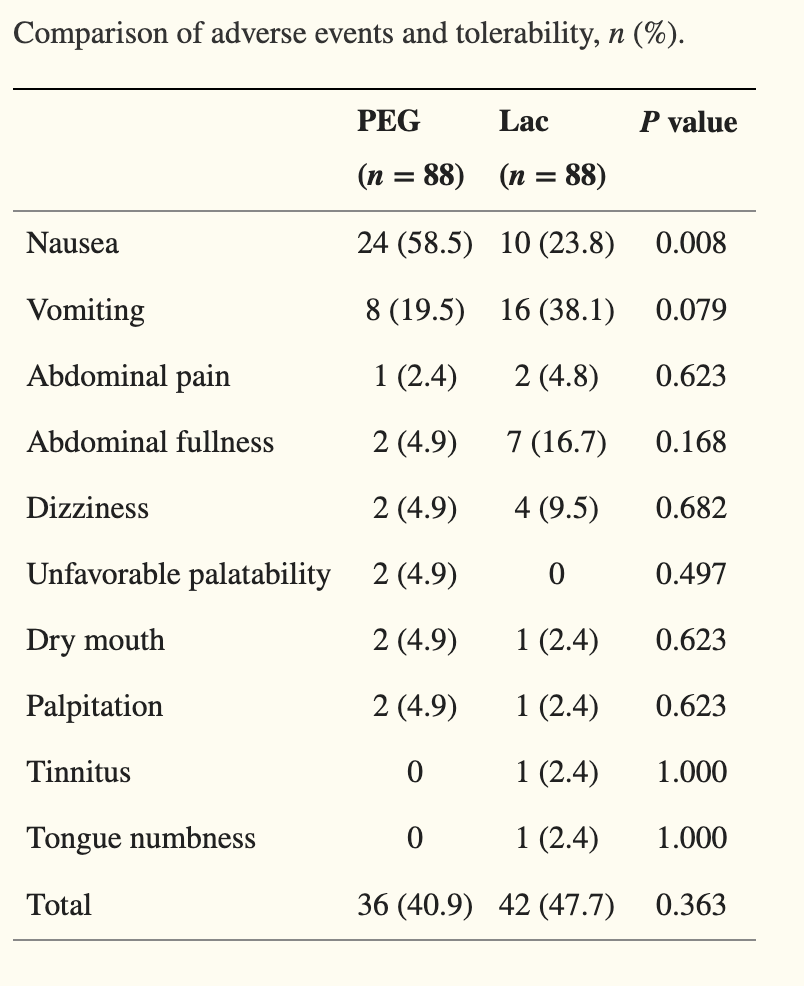 Comparison of adverse events and tolerability, n (%).
PEG Lac P value
(n = 88) (n = 88)
Nausea 24 (58.5) 10 (23.8) 0.008
Vomiting 8 (19.5) 16 (38.1) 0.079
Abdominal pain 1 (2.4) 2 (4.8) 0.623
Abdominal fullness 2 (4.9) 7 (16.7) 0.168
Dizziness 2 (4.9) 4 (9.5) 0.682
Unfavorable palatability 2 (4.9) 0 0.497
Dry mouth 2 (4.9) 1 (2.4) 0.623
Palpitation 2 (4.9) 1 (2.4) 0.623
Tinnitus 0 1 (2.4) 1.000
Tongue numbness 0 1 (2.4) 1.000
Total 36 (40.9) 42 (47.7) 0.363